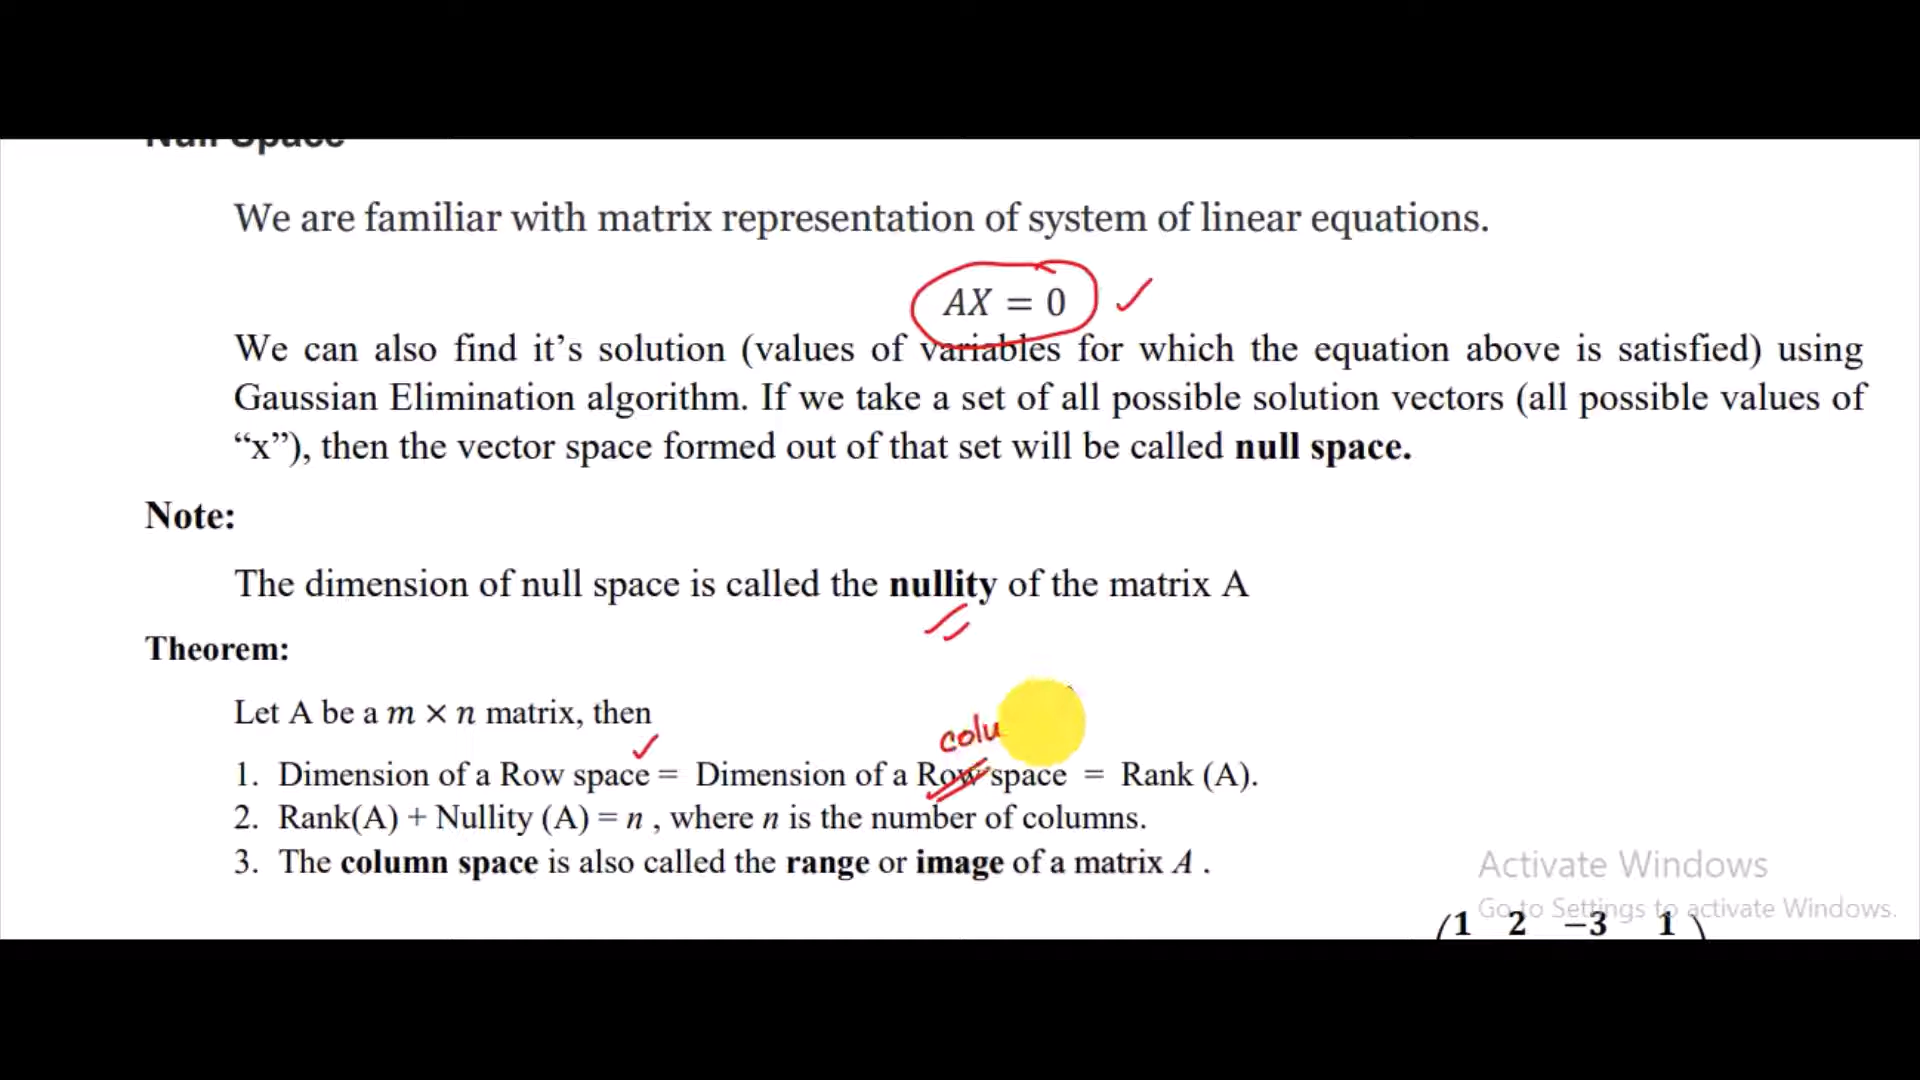 Null Space
We are familiar with matrix representation of system of linear equations.
AX = 0
We can also find it’s solution (values of variables for which the equation above is satisfied) using
Gaussian Elimination algorithm. If we take a set of all possible solution vectors (all possible values of
“x”), then the vector space formed out of that set will be called null space.
Note:
The dimension of null space is called the nullity of the matrix A
Theorem:
Let A be a m × n matrix, then
colu
1. Dimension of a Row space = Dimension of a Row space = Rank (A).
2. Rank(A) + Nullity (A) = n , where n is the number of columns.
3. The column space is also called the range or image of a matrix A .
Activate Windows
Go to Settings to activate Windows.
(1 2 −3 1)